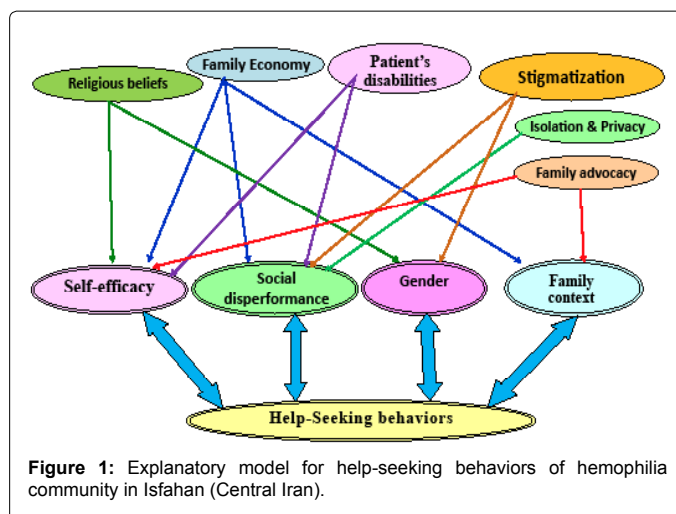 Religious beliefs
Family Economy
Patient's
disabilities
Stigmatization
Isolation & Privacy
Family advocacy
Self-efficacy
Social
disperformance
Gender
Family
context
Help-Seeking behaviors
Figure 1: Explanatory model for help-seeking behaviors of hemophilia
community in Isfahan (Central Iran).